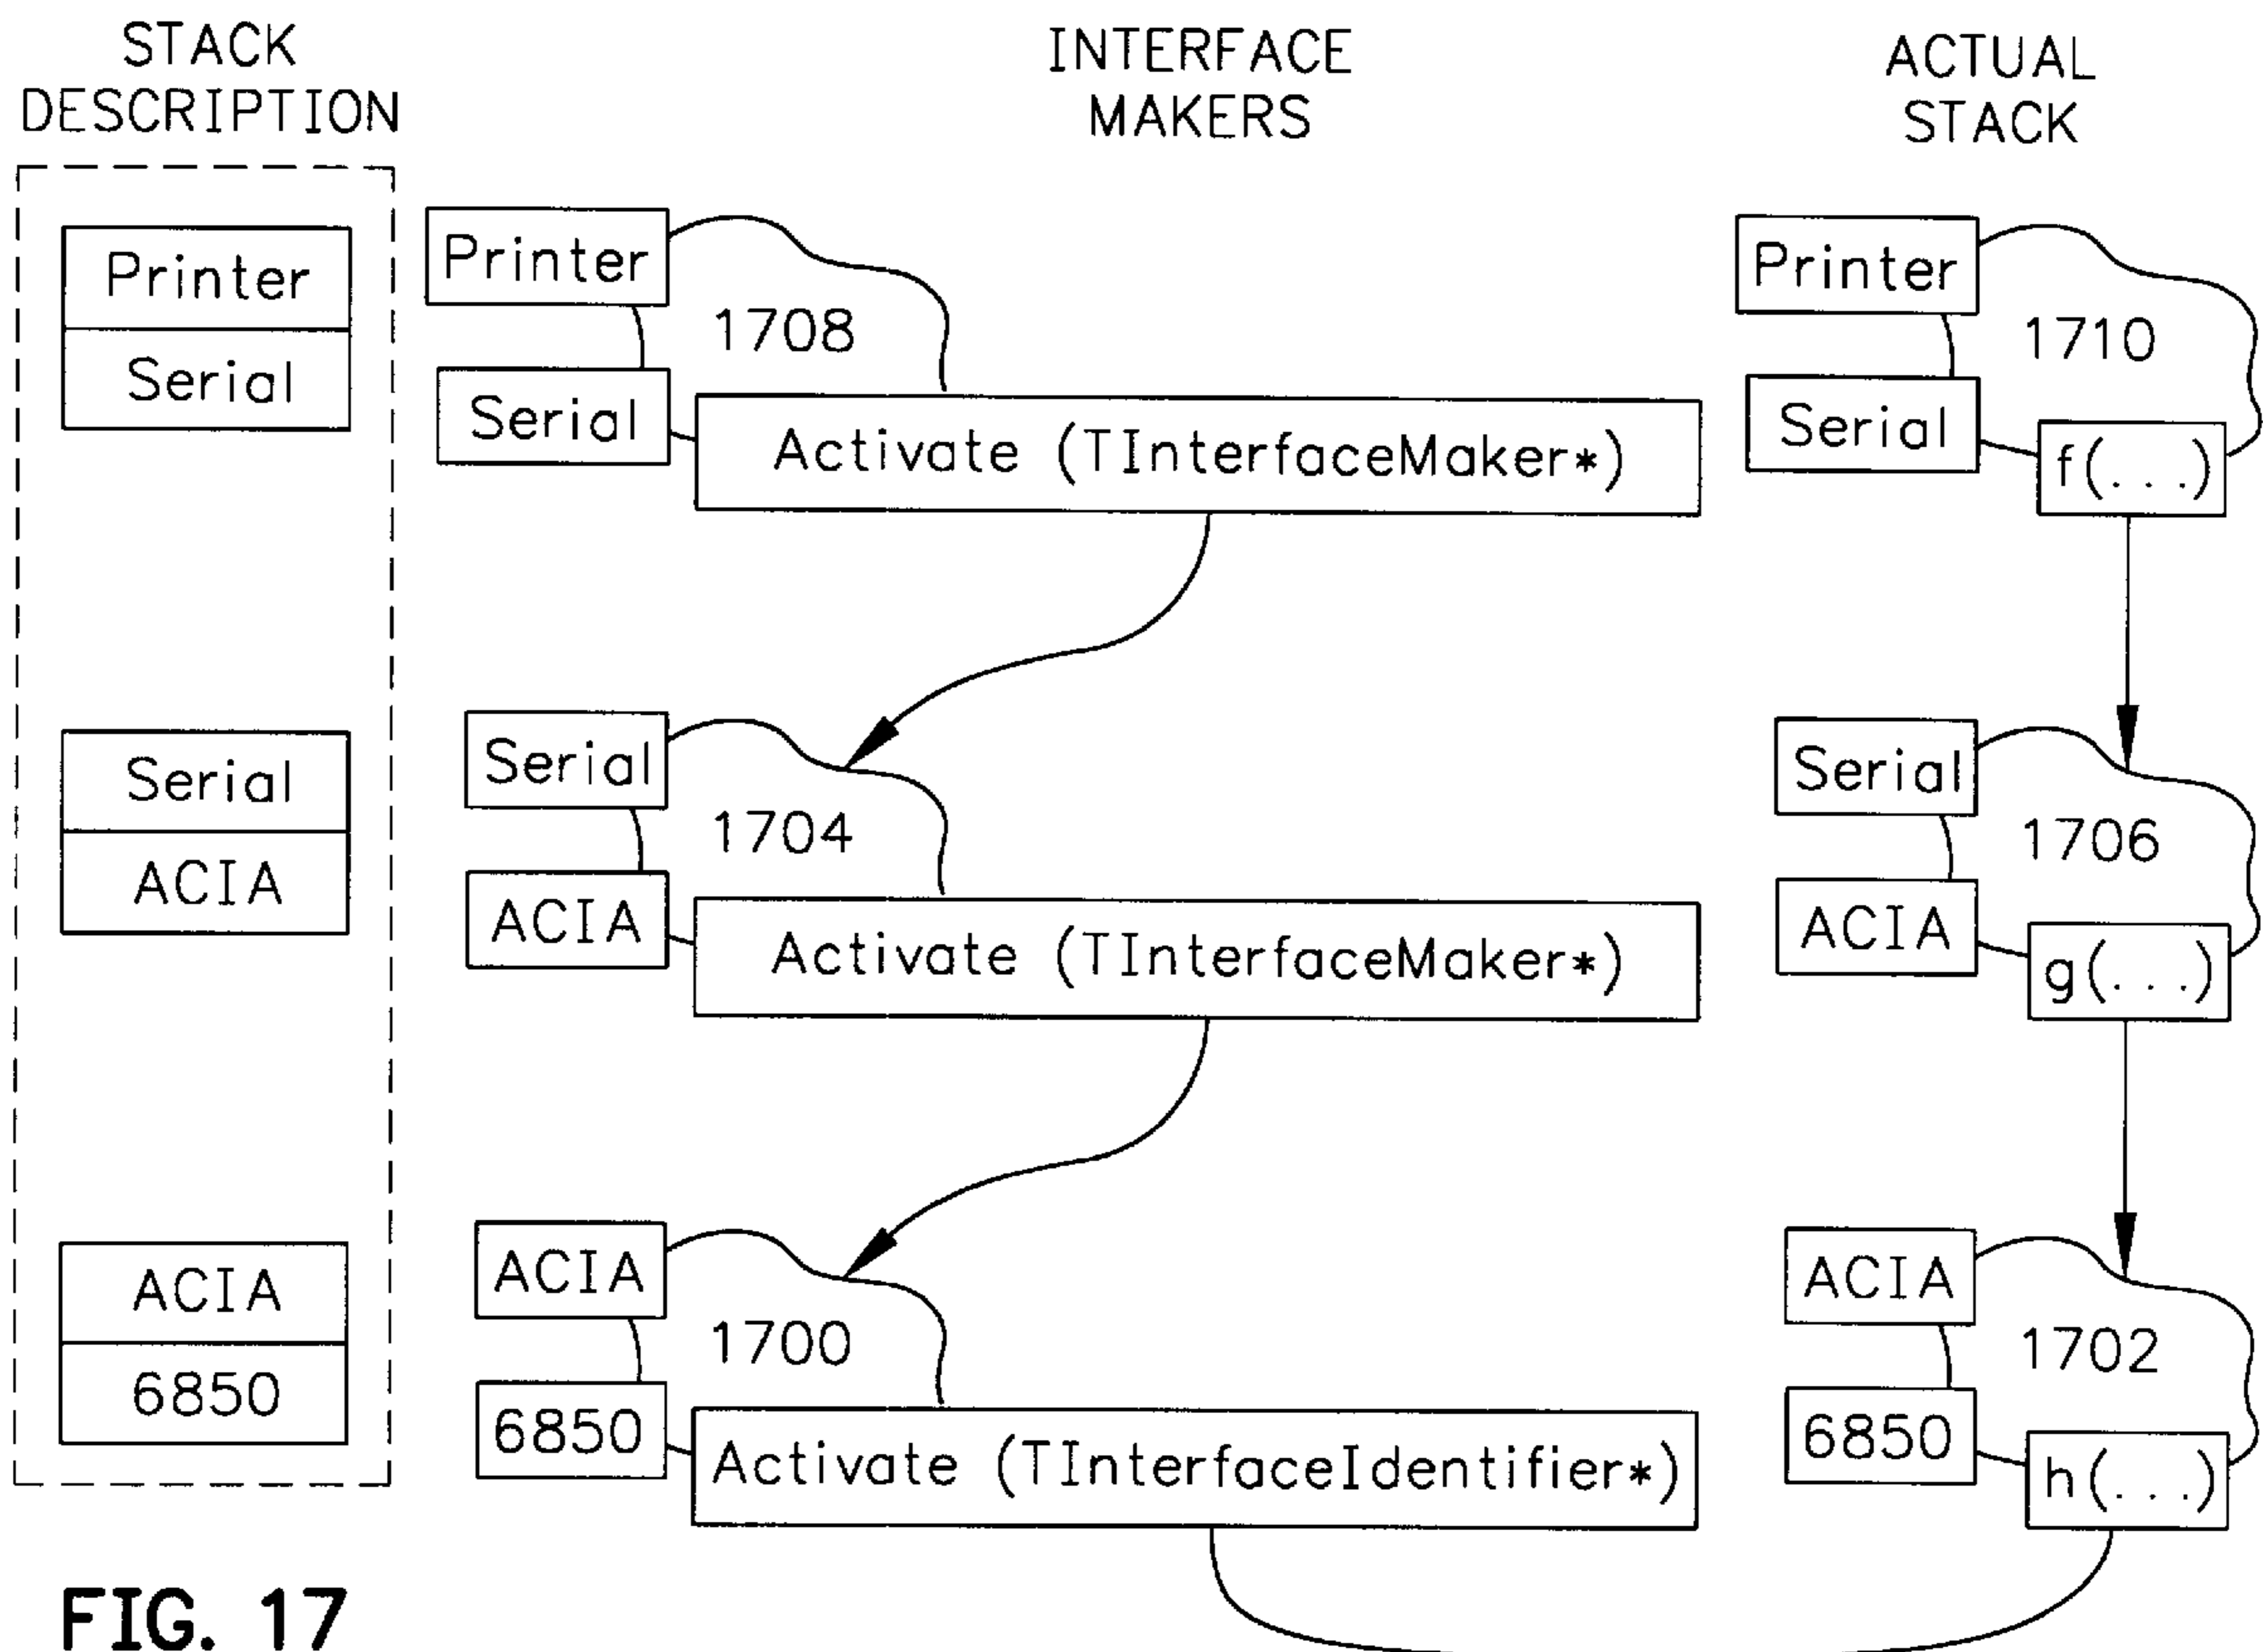 STACK
DESCRIPTION
INTERFACE
MAKERS
ACTUAL
STACK
Printer
Serial
Printer
1708
Serial
Activate (TInterfaceMaker*)
Printer
1710
Serial
f(...)
Serial
ACIA
Serial
1704
ACIA
Activate (TInterfaceMaker*)
Serial
1706
ACIA
g(...)
ACIA
6850
ACIA
1700
6850
Activate (TInterfaceIdentifier*)
ACIA
1702
6850
h(...)
FIG. 17